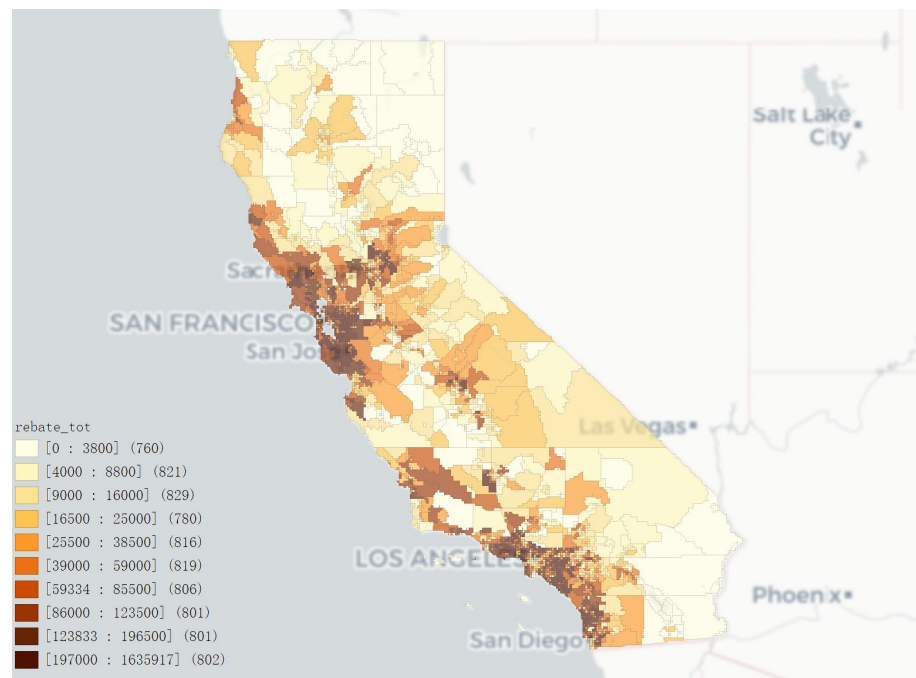 Salt Lake
City
Sacra
SAN FRANCISCO
San Jos
rebate_tot
Las Vegas
[0 : 3800] (760)
[4000 : 8800] (821)
[9000 : 16000] (829)
[16500 : 25000] (780)
[25500 : 38500] (816)
LOS ANGELES
[39000 : 59000] (819)
[59334 : 85500] (806)
Phoenix
[86000 : 123500] (801)
[123833 : 196500] (801)
San Diego
[197000 : 1635917] (802)